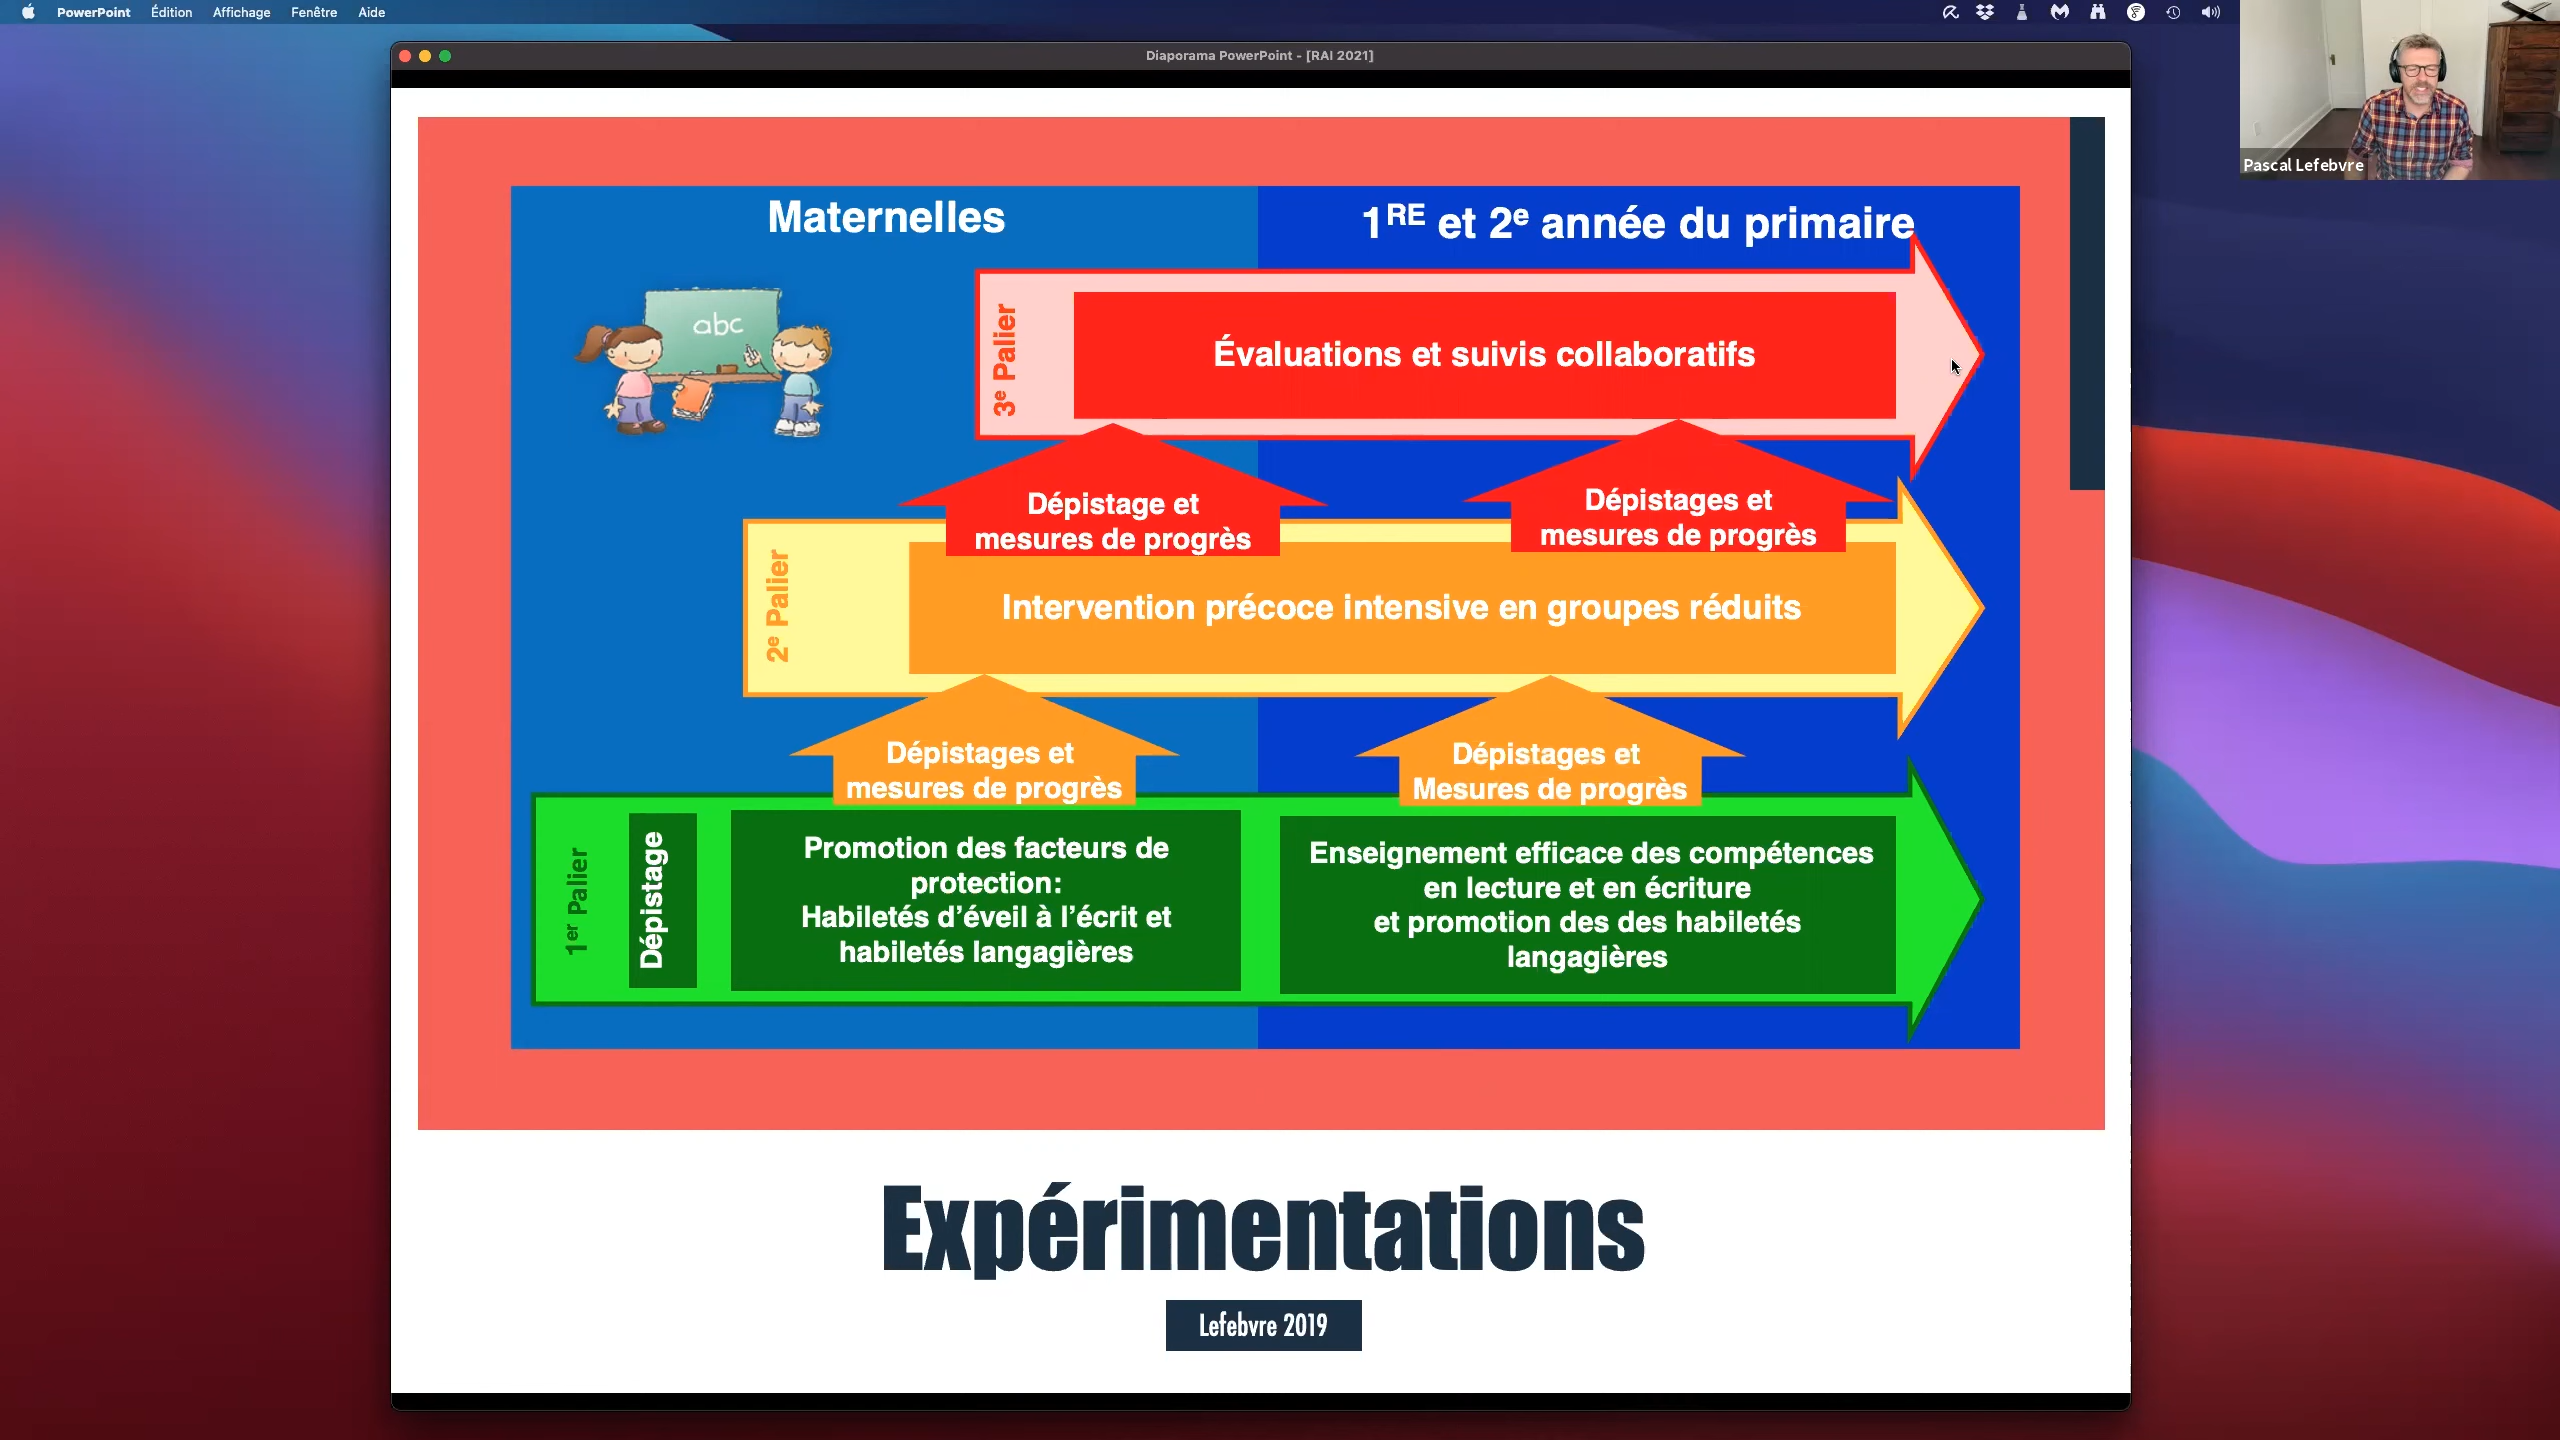 PowerPoint Édition Affichage Fenêtre Aide
Diaporama PowerPoint - [RAI 2021]
Pascal Lefebvre
Maternelles
1RE et 2e année du primaire
abc
3e Palier
Évaluations et suivis collaboratifs
Dépistage et
mesures de progrès
Dépistages et
mesures de progrès
2e Palier
Intervention précoce intensive en groupes réduits
Dépistages et
mesures de progrès
Dépistages et
Mesures de progrès
1er Palier
Dépistage
Promotion des facteurs de
protection:
Habiletés d’éveil à l’écrit et
habiletés langagières
Enseignement efficace des compétences
en lecture et en écriture
et promotion des des habiletés
langagières
Expérimentations
Lefebvre 2019